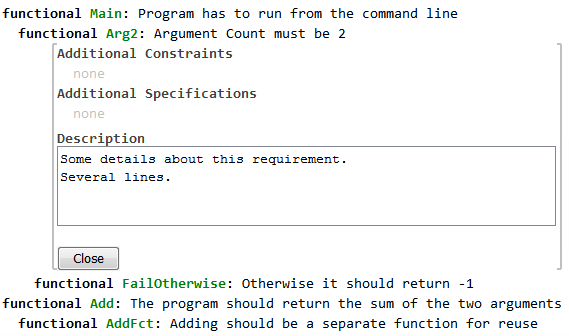 functional Main: Program has to run from the command line
functional Arg2: Argument Count must be 2
Additional Constraints
none
Additional Specifications
none
Description
Some details about this requirement.
Several lines.
Close
functional FailOtherwise: Otherwise it should return -1
functional Add: The program should return the sum of the two arguments
functional AddFct: Adding should be a separate function for reuse